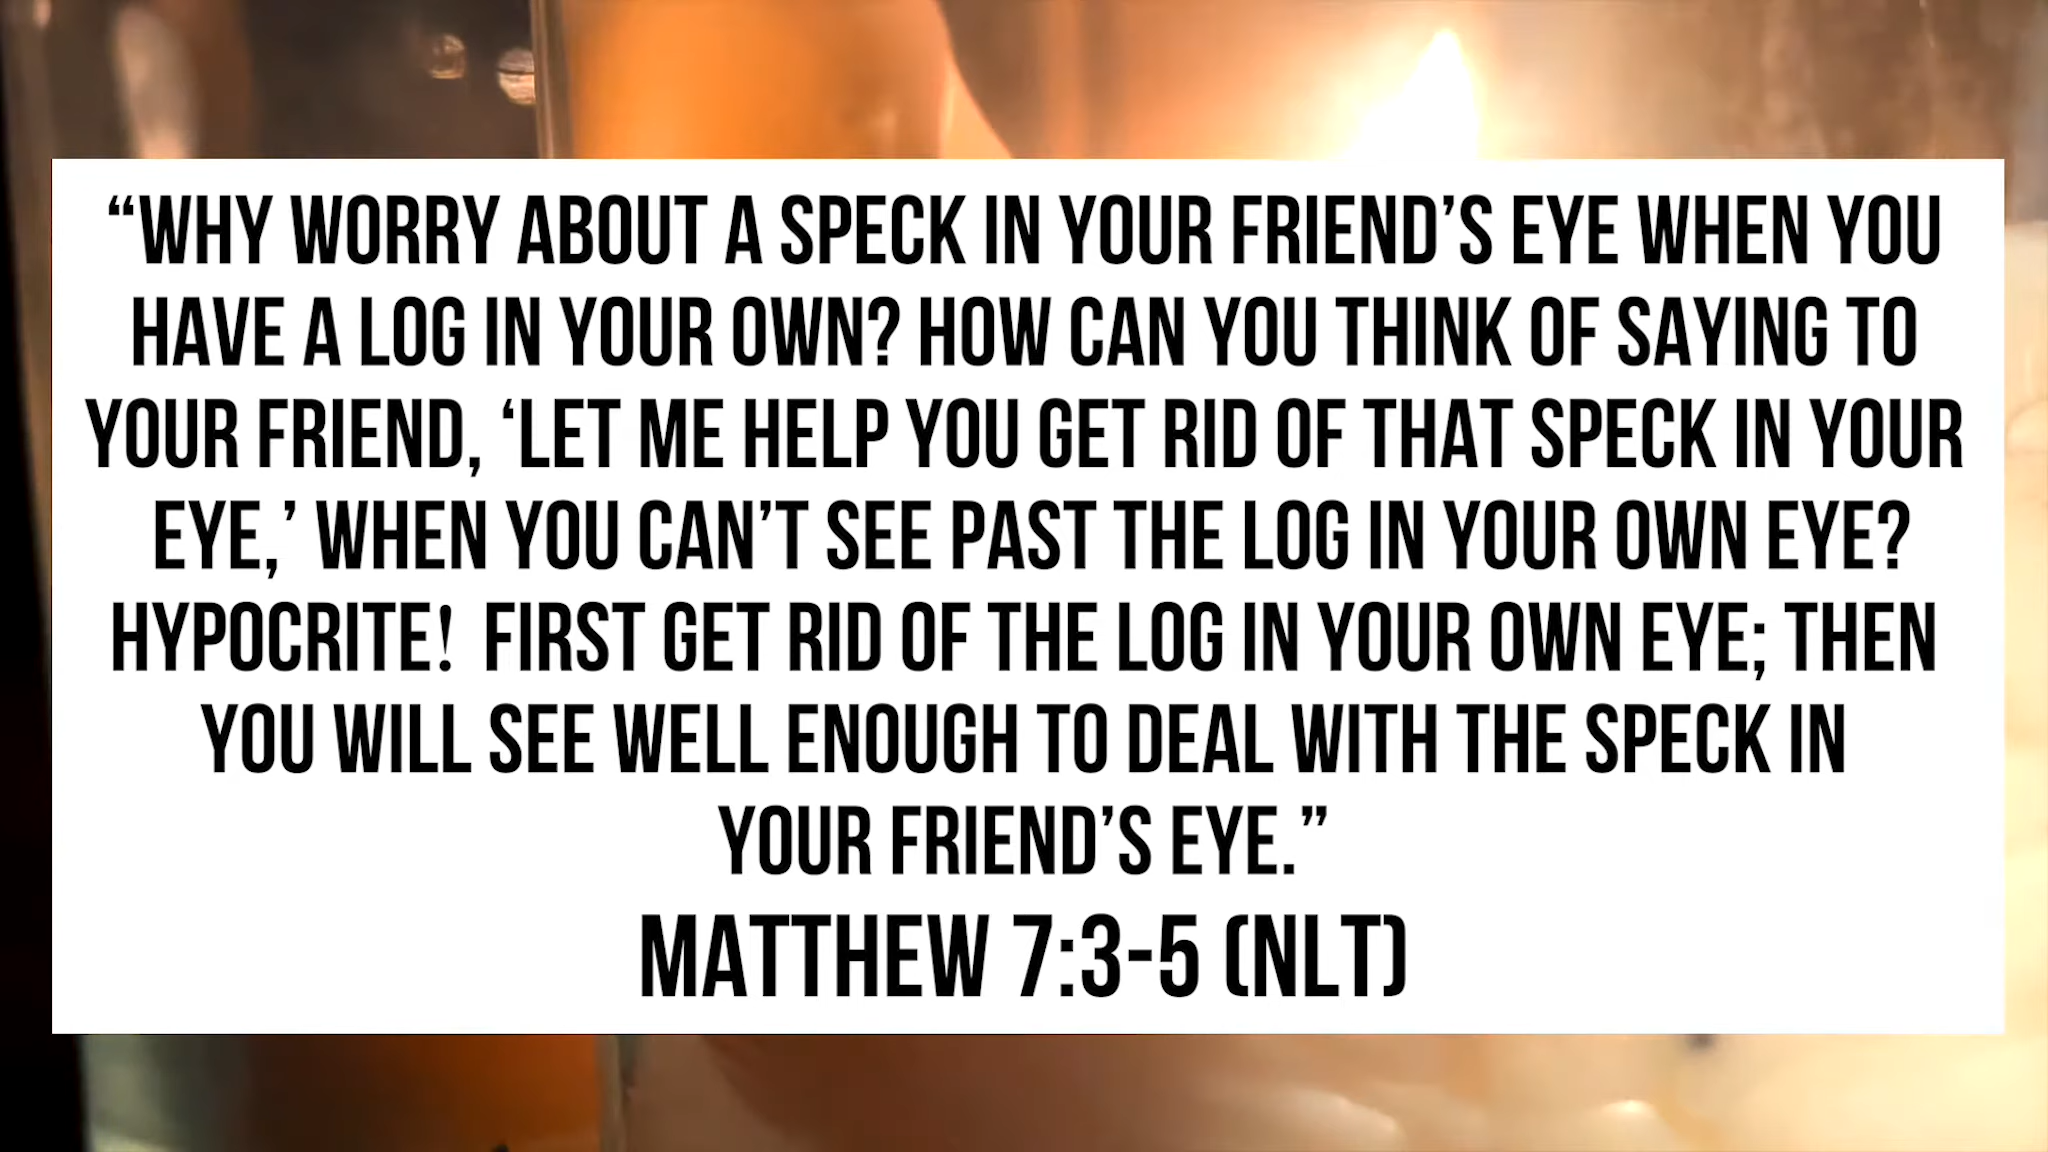 “WHY WORRY ABOUT A SPECK IN YOUR FRIEND’S EYE WHEN YOU
HAVE A LOG IN YOUR OWN? HOW CAN YOU THINK OF SAYING TO
YOUR FRIEND, ‘LET ME HELP YOU GET RID OF THAT SPECK IN YOUR
EYE,’ WHEN YOU CAN’T SEE PAST THE LOG IN YOUR OWN EYE?
HYPOCRITE! FIRST GET RID OF THE LOG IN YOUR OWN EYE; THEN
YOU WILL SEE WELL ENOUGH TO DEAL WITH THE SPECK IN
YOUR FRIEND’S EYE.”
MATTHEW 7:3-5 (NLT)